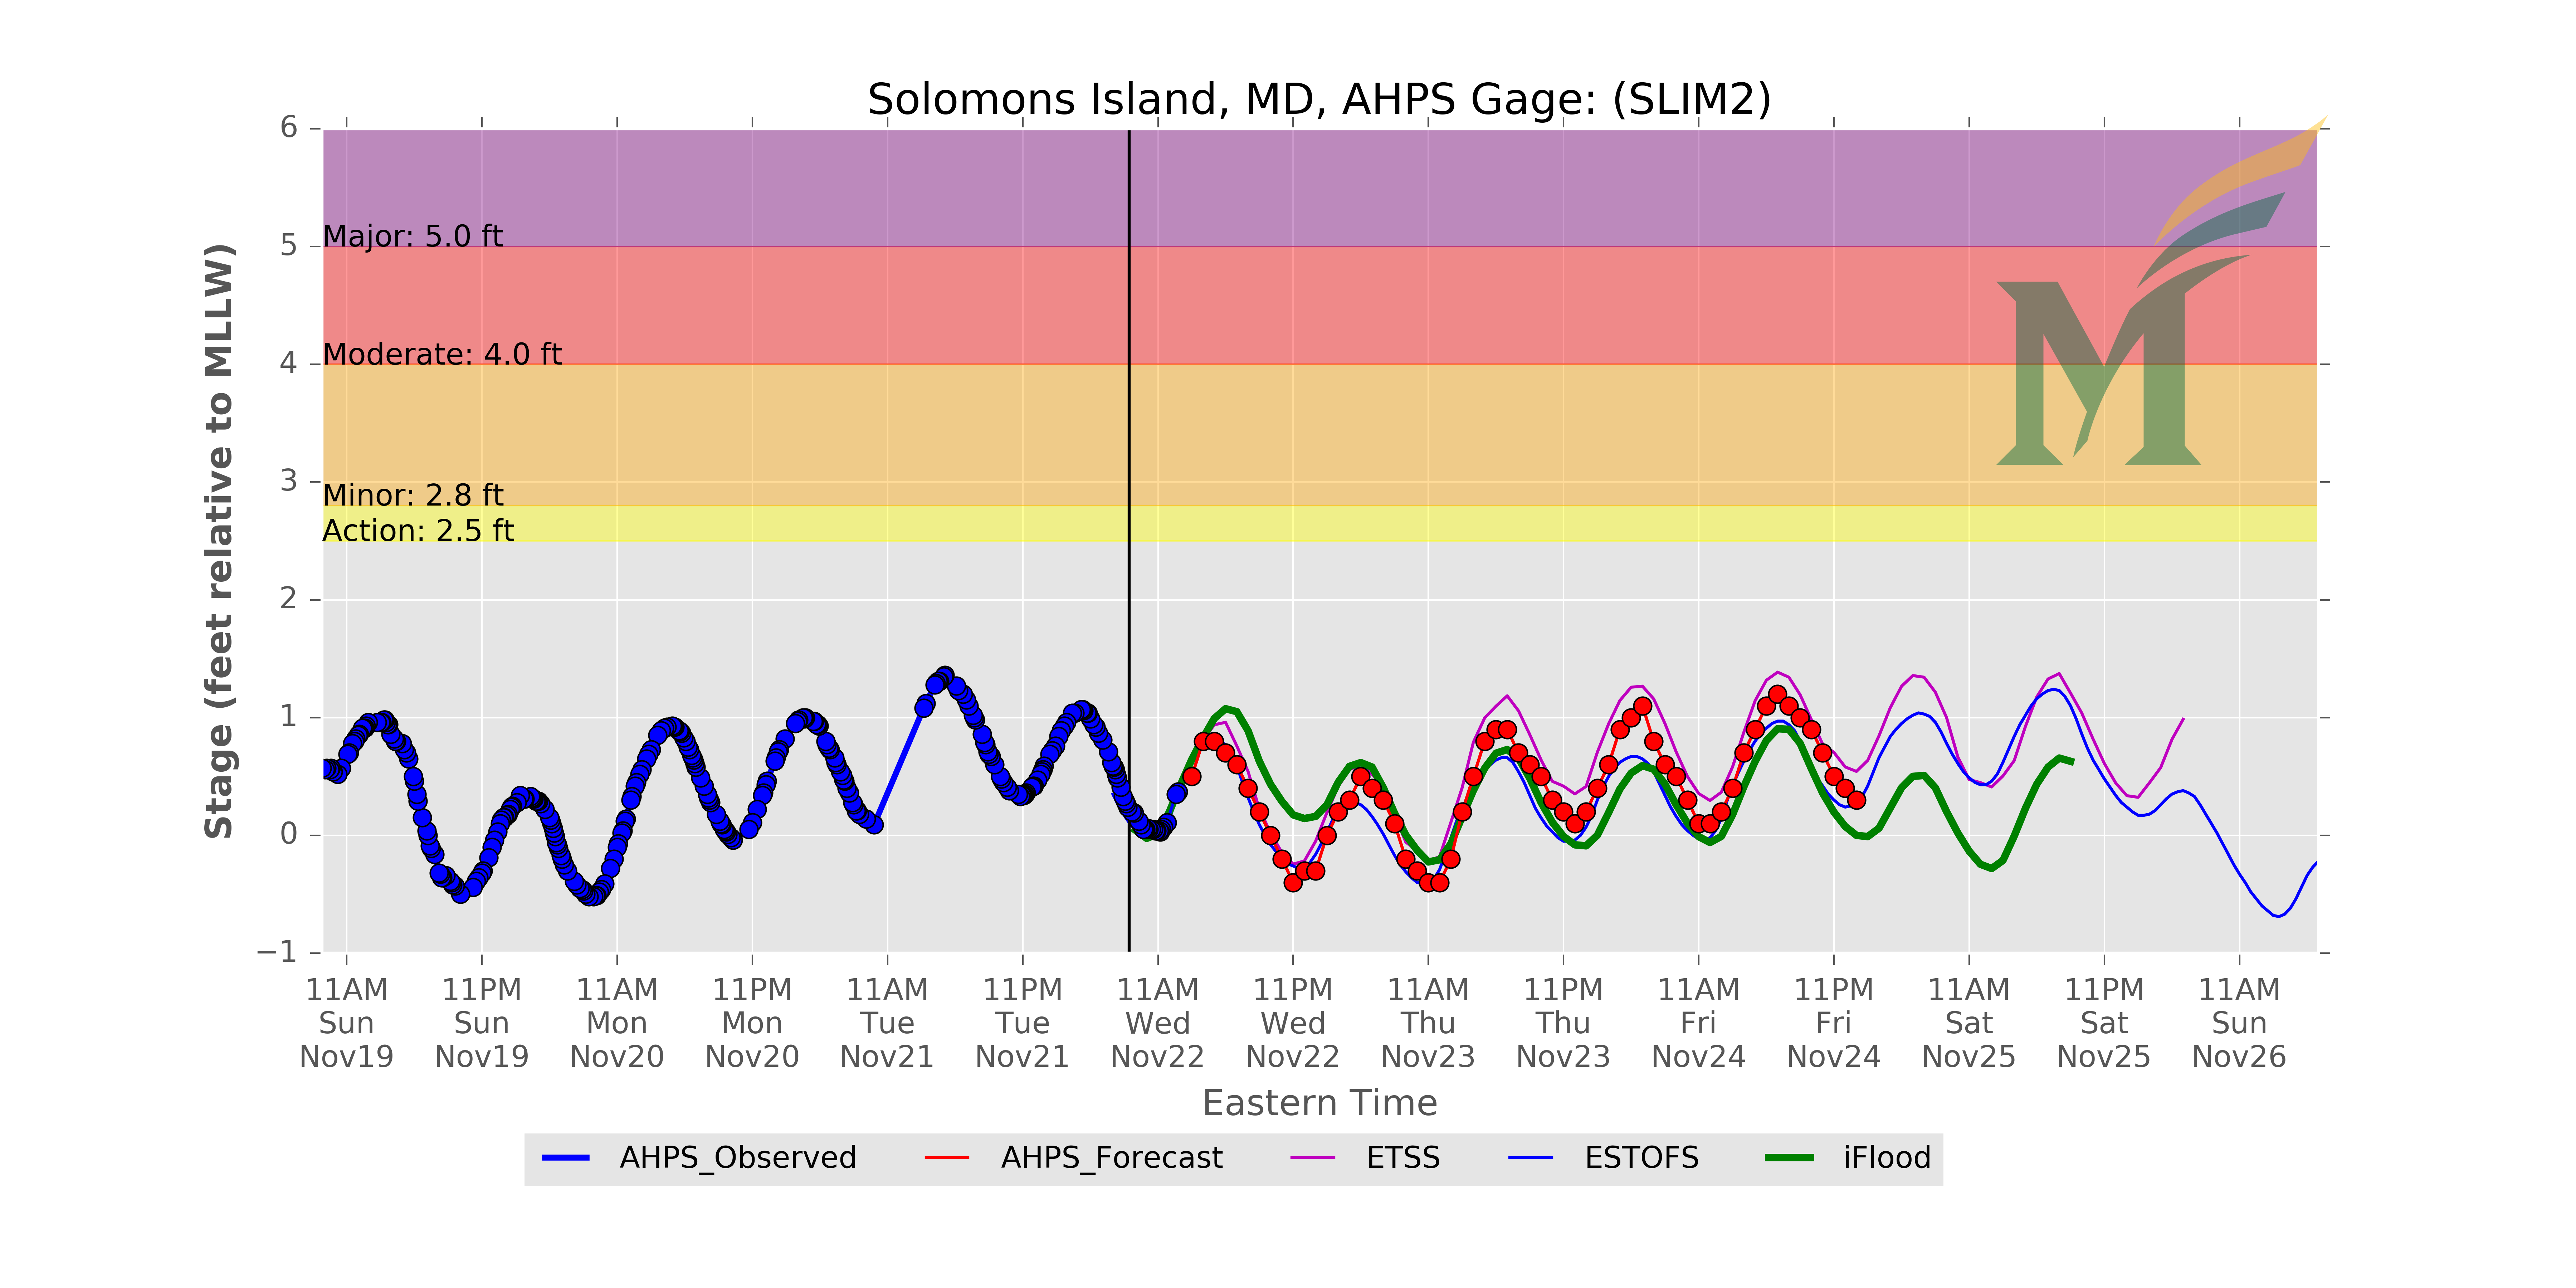 Solomons Island, MD, AHPS Gage: (SLIM2)
6
5
4
3
2
1
0
−1
Stage (feet relative to MLLW)
Major: 5.0 ft
Moderate: 4.0 ft
Minor: 2.8 ft
Action: 2.5 ft
M
11AM 11PM 11AM 11PM 11AM 11PM 11AM 11PM 11AM 11PM 11AM 11PM 11AM 11PM 11AM
Sun Sun Mon Mon Tue Tue Wed Wed Thu Thu Fri Fri Sat Sat Sun
Nov19 Nov19 Nov20 Nov20 Nov21 Nov21 Nov22 Nov22 Nov23 Nov23 Nov24 Nov24 Nov25 Nov25 Nov26
Eastern Time
AHPS_Observed AHPS_Forecast ETSS ESTOFS iFlood